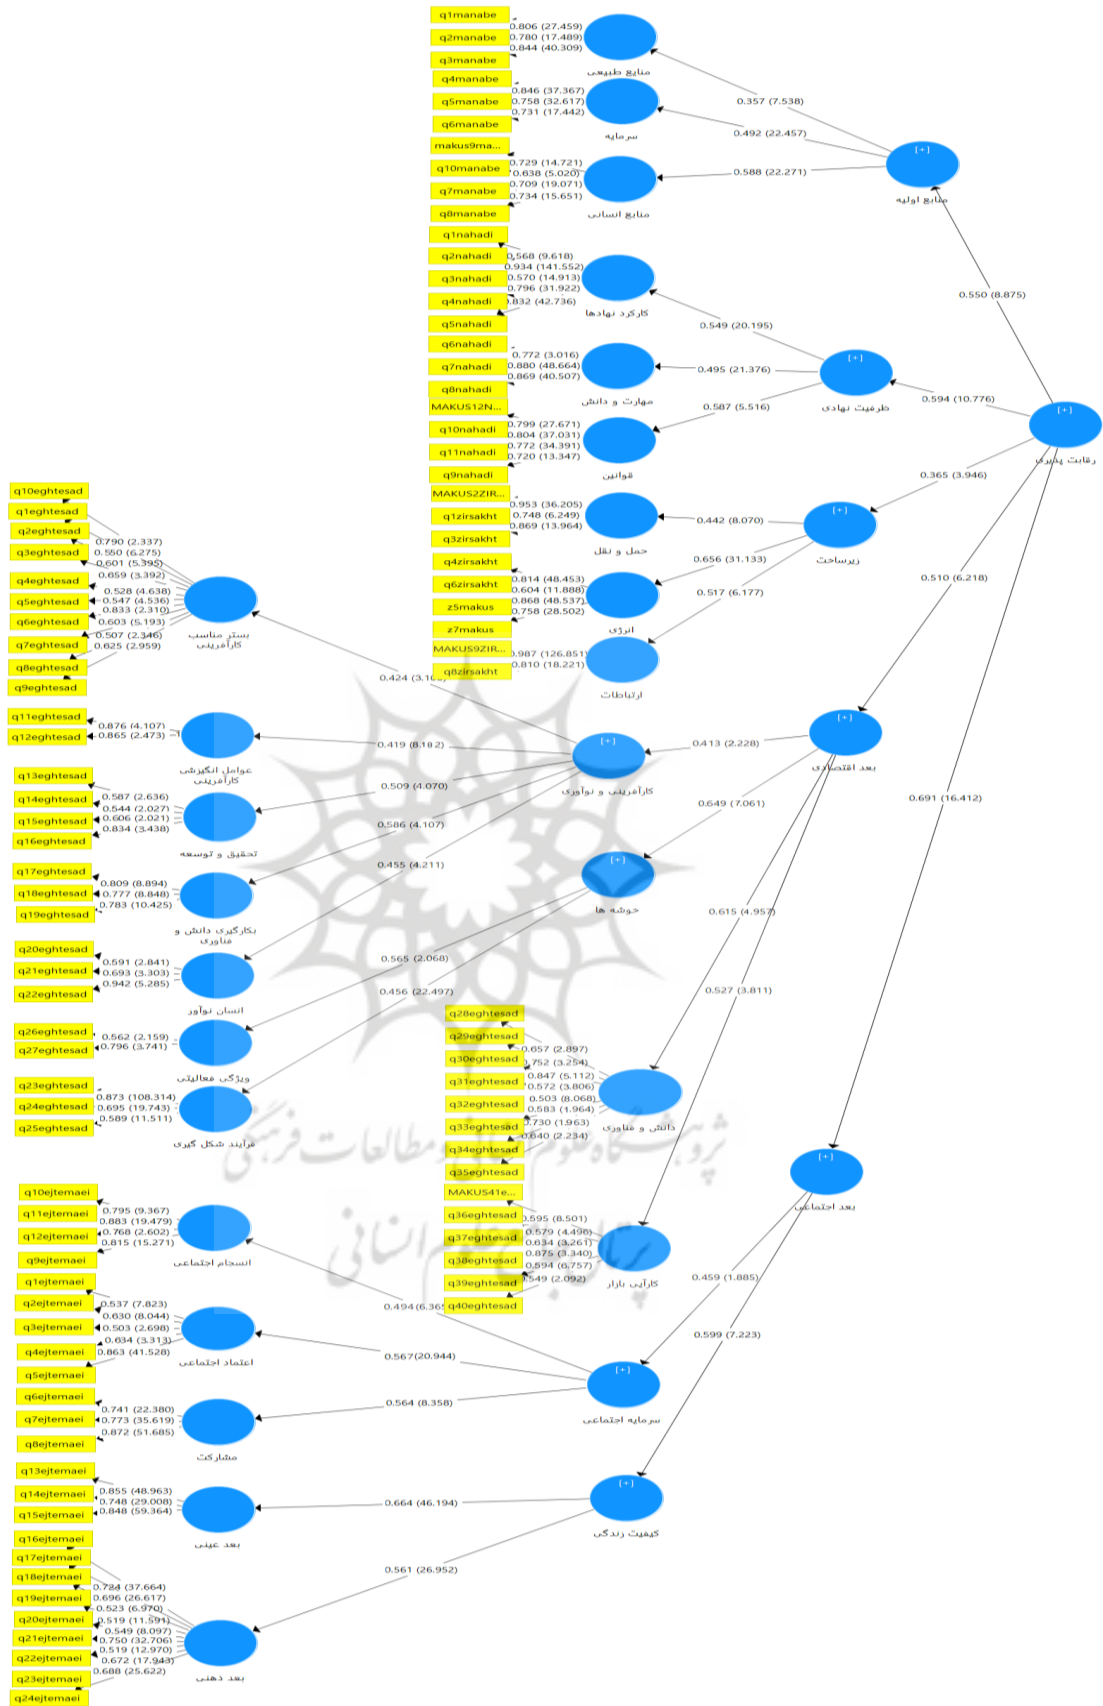 q1manabe
q2manabe
q3manabe
0.806 (27.459)
0.780 (17.489)
0.844 (40.309)
منابع طبیعی
q4manabe
q5manabe
q6manabe
0.846 (37.367)
0.758 (32.617)
0.731 (17.442)
سرمایه
makus9ma...
q10manabe
q7manabe
q8manabe
0.729 (14.721)
0.638 (5.020)
0.709 (19.071)
0.734 (15.651)
منابع انسانی
0.357 (7.538)
0.492 (22.457)
0.588 (22.271)
[+]
منابع اولیه
q1nahadi
q2nahadi
q3nahadi
q4nahadi
q5nahadi
0.568 (9.618)
0.934 (141.552)
0.570 (14.913)
0.796 (31.922)
0.832 (42.736)
کارکرد نهادها
q6nahadi
q7nahadi
q8nahadi
0.772 (3.016)
0.880 (48.664)
0.869 (40.507)
مهارت و دانش
MAKUS12N...
q10nahadi
q11nahadi
q9nahadi
0.799 (27.671)
0.804 (37.031)
0.772 (34.391)
0.720 (13.347)
قوانین
0.549 (20.195)
0.495 (21.376)
0.587 (5.516)
[+]
ظرفیت نهادی
0.550 (8.875)
0.594 (10.776)
0.365 (3.946)
0.510 (6.218)
0.691 (16.412)
[+]
رقابت پذیری
MAKUS2ZIR...
q1zirsakht
q3zirsakht
0.953 (36.205)
0.748 (6.249)
0.869 (13.964)
حمل و نقل
q4zirsakht
q6zirsakht
z5makus
z7makus
0.814 (48.453)
0.604 (11.888)
0.868 (48.537)
0.758 (28.502)
انرژی
MAKUS9ZIR...
q8zirsakht
0.987 (126.851)
0.810 (18.221)
ارتباطات
0.442 (8.070)
0.656 (31.133)
0.517 (6.177)
[+]
زیرساخت
q10eghtesad
q1eghtesad
q2eghtesad
q3eghtesad
q4eghtesad
q5eghtesad
q6eghtesad
q7eghtesad
q8eghtesad
q9eghtesad
0.790 (2.337)
0.550 (6.275)
0.601 (5.395)
0.659 (3.392)
0.528 (4.638)
0.547 (4.536)
0.833 (2.310)
0.603 (5.193)
0.507 (2.346)
0.625 (2.959)
بستر مناسب
کارآفرینی
q11eghtesad
q12eghtesad
0.876 (4.107)
0.865 (2.473)
عوامل انگیزشی
کارآفرینی
q13eghtesad
q14eghtesad
q15eghtesad
q16eghtesad
0.587 (2.636)
0.544 (2.027)
0.606 (2.021)
0.834 (3.438)
تحقیق و توسعه
q17eghtesad
q18eghtesad
q19eghtesad
0.809 (8.894)
0.777 (8.848)
0.783 (10.425)
بکارگیری دانش و
فناوری
q20eghtesad
q21eghtesad
q22eghtesad
0.591 (2.841)
0.693 (3.303)
0.942 (5.285)
انسان نوآور
0.419 (8.182)
0.509 (4.070)
0.586 (4.107)
0.455 (4.211)
[+]
کارآفرینی و نوآوری
0.413 (2.228)
0.649 (7.061)
0.615 (4.957)
0.527 (3.811)
[+]
بعد اقتصادی
q26eghtesad
q27eghtesad
0.562 (2.159)
0.796 (3.741)
ویژگی فعالیتی
q23eghtesad
q24eghtesad
q25eghtesad
0.873 (108.314)
0.695 (19.743)
0.589 (11.511)
فرآیند شکل گیری
0.565 (2.068)
0.456 (22.497)
[+]
خوشه ها
q28eghtesad
q29eghtesad
q30eghtesad
q31eghtesad
q32eghtesad
q33eghtesad
q34eghtesad
q35eghtesad
0.657 (2.897)
0.752 (3.254)
0.847 (5.112)
0.572 (3.806)
0.503 (8.068)
0.583 (1.964)
0.730 (1.963)
0.640 (2.234)
دانش و فناوری
MAKUS41e...
q36eghtesad
q37eghtesad
q38eghtesad
q39eghtesad
q40eghtesad
0.595 (8.501)
0.579 (4.496)
0.634 (3.261)
0.875 (3.340)
0.594 (6.757)
0.549 (2.092)
کارآیی بازار
پژوهشگاه علوم انسانی و مطالعات فرهنگی
پرتال جامع علوم انسانی
q10ejtemaei
q11ejtemaei
q12ejtemaei
q9ejtemaei
0.795 (9.367)
0.883 (19.479)
0.768 (2.602)
0.815 (15.271)
انسجام اجتماعی
q1ejtemaei
q2ejtemaei
q3ejtemaei
q4ejtemaei
q5ejtemaei
0.537 (7.823)
0.630 (8.044)
0.503 (2.698)
0.634 (3.313)
0.863 (41.528)
اعتماد اجتماعی
q6ejtemaei
q7ejtemaei
q8ejtemaei
0.741 (22.380)
0.773 (35.619)
0.872 (51.685)
مشارکت
0.567(20.944)
0.564 (8.358)
[+]
سرمایه اجتماعی
0.459 (1.885)
0.599 (7.223)
[+]
بعد اجتماعی
q13ejtemaei
q14ejtemaei
q15ejtemaei
0.855 (48.963)
0.748 (29.008)
0.848 (59.364)
بعد عینی
q16ejtemaei
q17ejtemaei
q18ejtemaei
q19ejtemaei
q20ejtemaei
q21ejtemaei
q22ejtemaei
q23ejtemaei
q24ejtemaei
0.724 (37.664)
0.696 (26.617)
0.523 (6.970)
0.519 (11.591)
0.549 (8.097)
0.750 (32.706)
0.519 (12.970)
0.672 (17.943)
0.688 (25.622)
بعد ذهنی
0.664 (46.194)
0.561 (26.952)
[+]
کیفیت زندگی